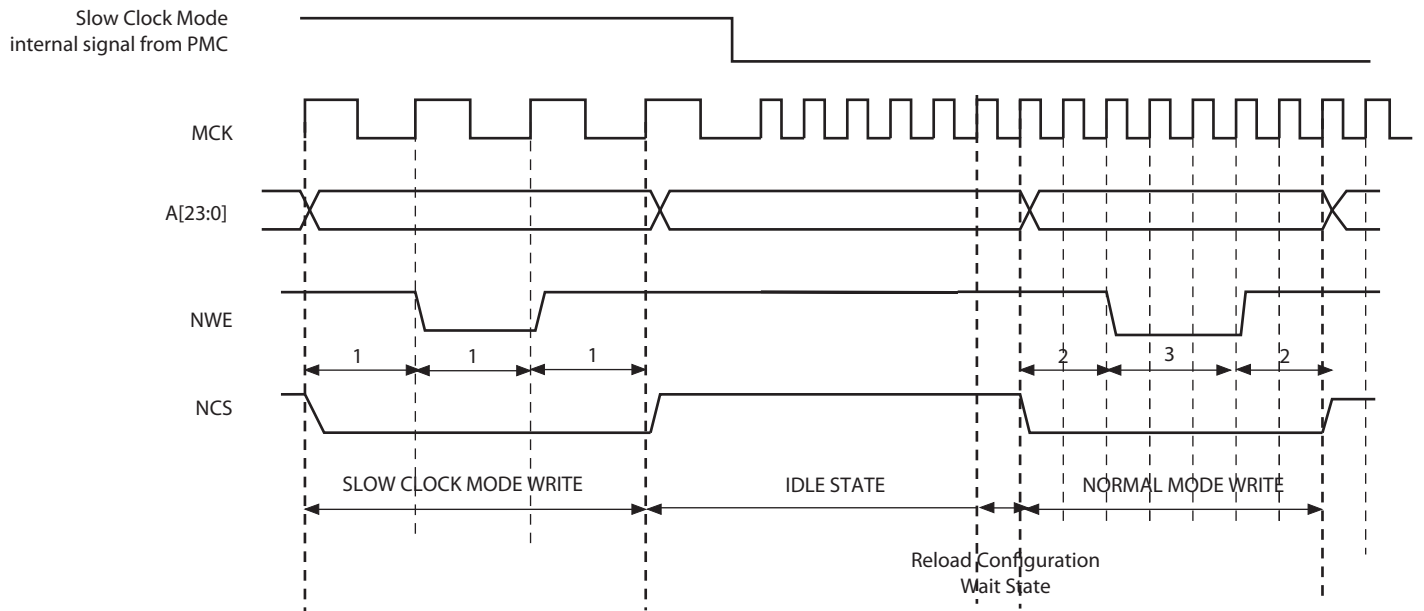 Slow Clock Mode
internal signal from PMC
MCK
A[23:0]
NWE
1 1 1 2 3 2
NCS
SLOW CLOCK MODE WRITE IDLE STATE NORMAL MODE WRITE
Reload Configuration
Wait State